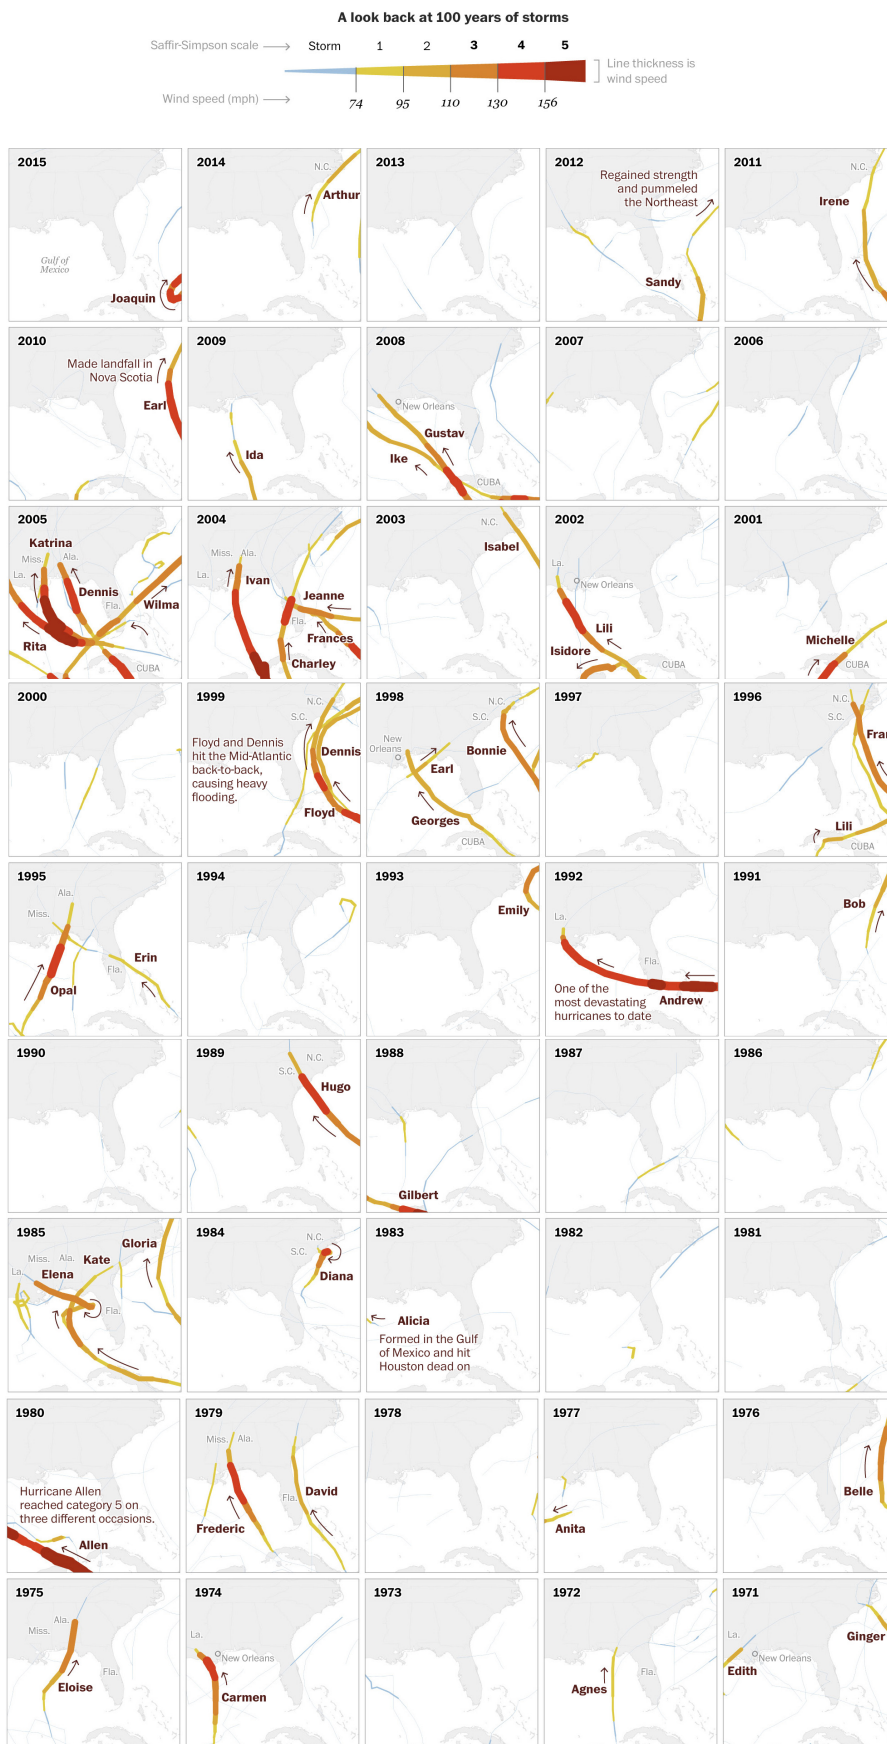 A look back at 100 years of storms
Saffir-Simpson scale Storm 1 2 3 4 5
Line thickness is
wind speed
Wind speed (mph) 74 95 110 130 156
2015
Gulf of
Mexico
Joaquin
2014
N.C.
Arthur
2013
2012
Regained strength
and pummeled
the Northeast
Sandy
2011
N.C.
Irene
2010
Made landfall in
Nova Scotia
Earl
2009
Ida
2008
New Orleans
Gustav
Ike
CUBA
2007
2006
2005
Katrina
Miss. Ala.
La.
Dennis
Fla.
Wilma
Rita
CUBA
2004
Miss. Ala.
La.
Ivan
Jeanne
Fla.
Frances
Charley
2003
N.C.
Isabel
2002
La.
New Orleans
Lili
Isidore
CUBA
2001
Michelle
CUBA
2000
1999
N.C.
S.C.
Floyd and Dennis
hit the Mid-Atlantic
back-to-back,
causing heavy
flooding.
Dennis
Floyd
1998
N.C.
S.C.
New
Orleans
Bonnie
Earl
Georges
CUBA
1997
1996
N.C.
S.C.
Fran
Lili
CUBA
1995
Ala.
Miss.
Erin
Fla.
Opal
1994
1993
Emily
1992
La.
Fla.
One of the
most devastating
hurricanes to date
Andrew
1991
Bob
1990
1989
N.C.
S.C.
Hugo
1988
Gilbert
1987
1986
1985
Gloria
Miss. Ala.
Kate
La.
Elena
Fla.
1984
N.C.
S.C.
Diana
1983
Alicia
Formed in the Gulf
of Mexico and hit
Houston dead on
1982
1981
1980
Hurricane Allen
reached category 5 on
three different occasions.
Allen
1979
Miss. Ala.
David
Fla.
Frederic
1978
1977
Anita
1976
Belle
1975
Ala.
Miss.
Fla.
Eloise
1974
La.
New Orleans
Carmen
1973
1972
Fla.
Agnes
1971
La.
Ginger
New Orleans
Edith